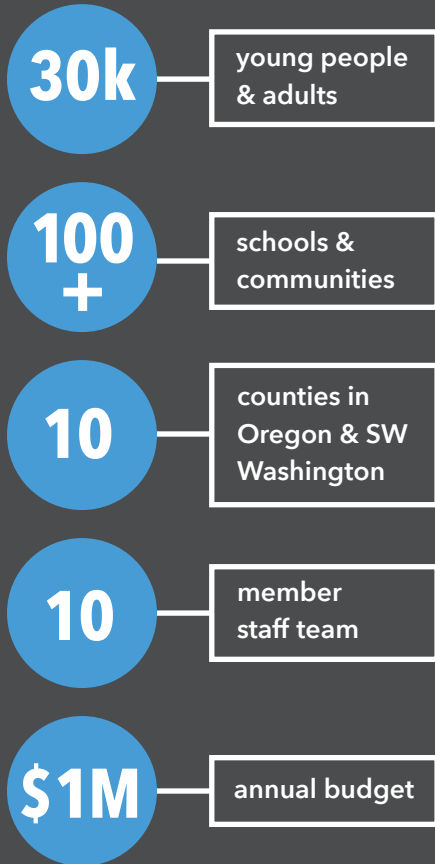 30k
young people
& adults
100
+
schools &
communities
10
counties in
Oregon & SW
Washington
10
member
staff team
$1M
annual budget